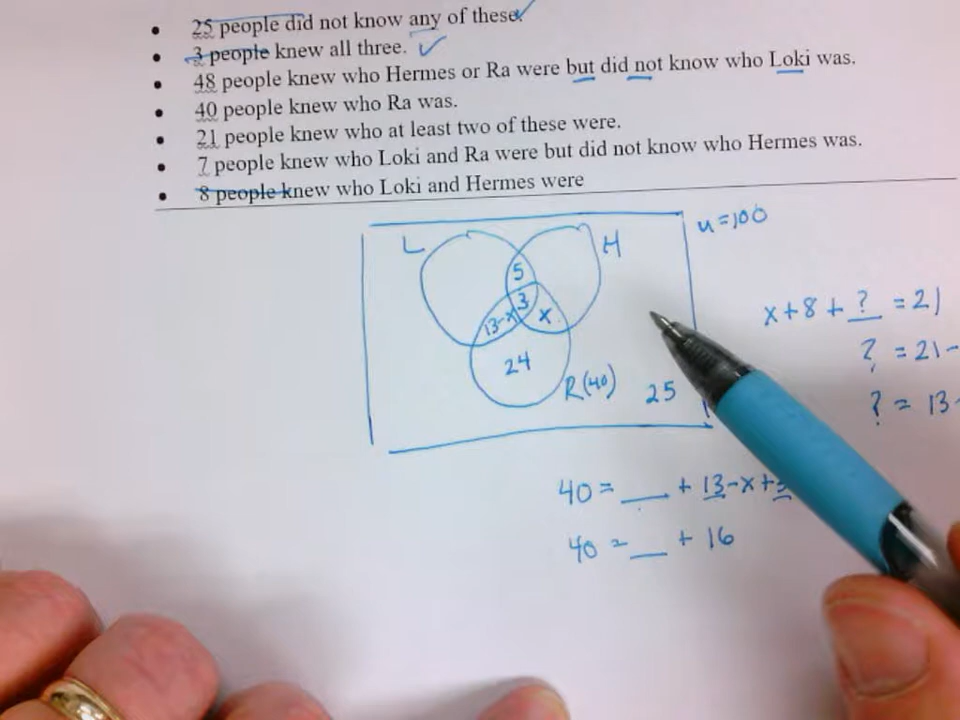 • 25 people did not know any of these.
• 3 people knew all three.
• 48 people knew who Hermes or Ra were but did not know who Loki was.
• 40 people knew who Ra was.
• 21 people knew who at least two of these were.
• 7 people knew who Loki and Ra were but did not know who Hermes was.
• 8 people knew who Loki and Hermes were
L H u=100
5
3
13-x x
24
R(40) 25
x+8+? =21
? =21-
? = 13-
40 = __ + 13-x+
40 = __ + 16